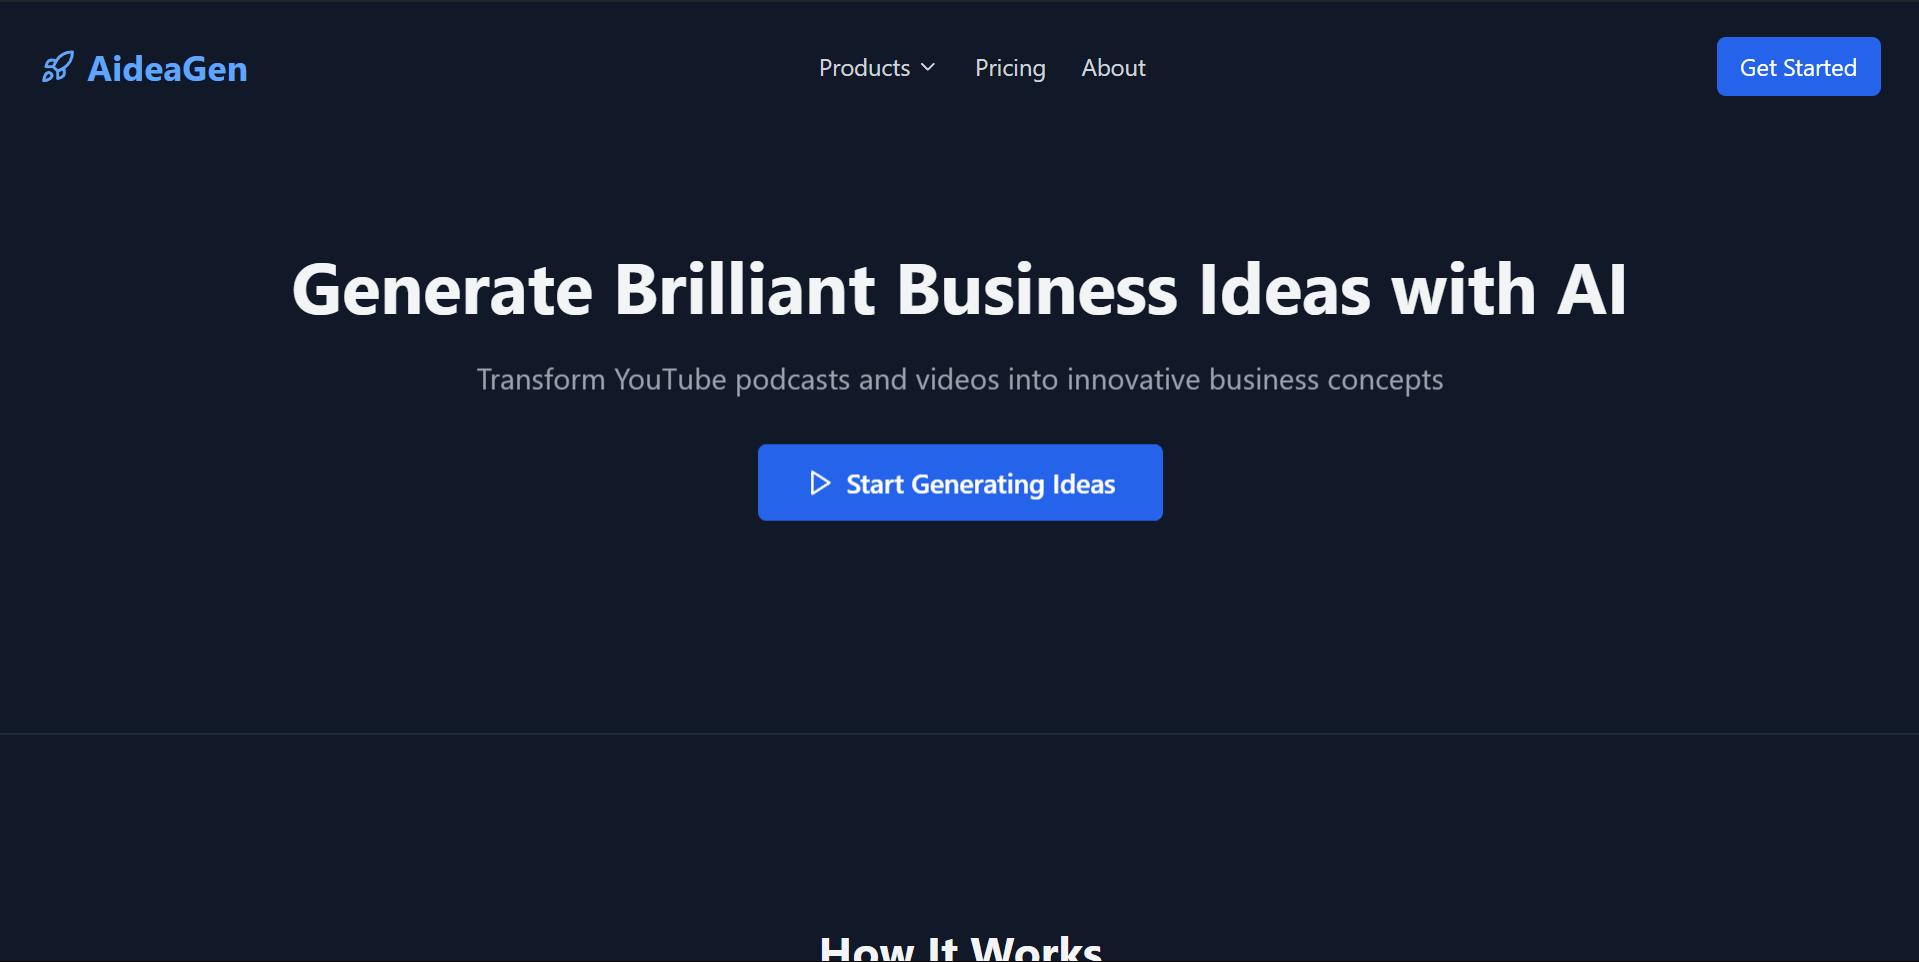 AideaGen
Products
Pricing
About
Get Started
Generate Brilliant Business Ideas with AI
Transform YouTube podcasts and videos into innovative business concepts
Start Generating Ideas
How It Works